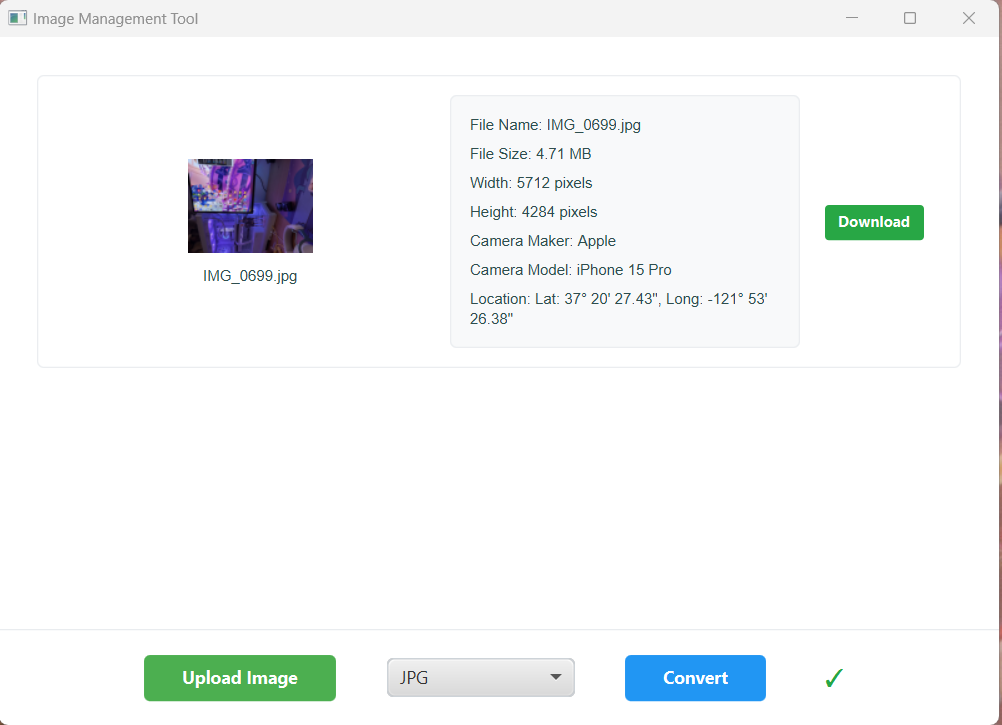 Image Management Tool
File Name: IMG_0699.jpg
File Size: 4.71 MB
Width: 5712 pixels
Height: 4284 pixels
Camera Maker: Apple
Camera Model: iPhone 15 Pro
Location: Lat: 37° 20' 27.43", Long: -121° 53'
26.38"
Download
IMG_0699.jpg
Upload Image
JPG
Convert
✓